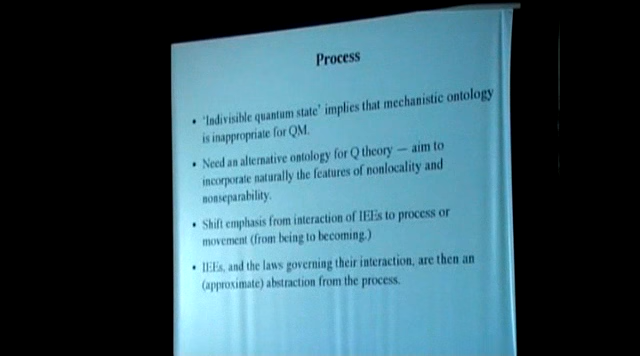 Process
• 'Indivisible quantum state' implies that mechanistic ontology
is inappropriate for QM.
• Need an alternative ontology for Q theory — aim to
incorporate naturally the features of nonlocality and
nonseparability.
• Shift emphasis from interaction of IEEs to process or
movement (from being to becoming.)
• IEEs, and the laws governing their interaction, are then an
(approximate) abstraction from the process.